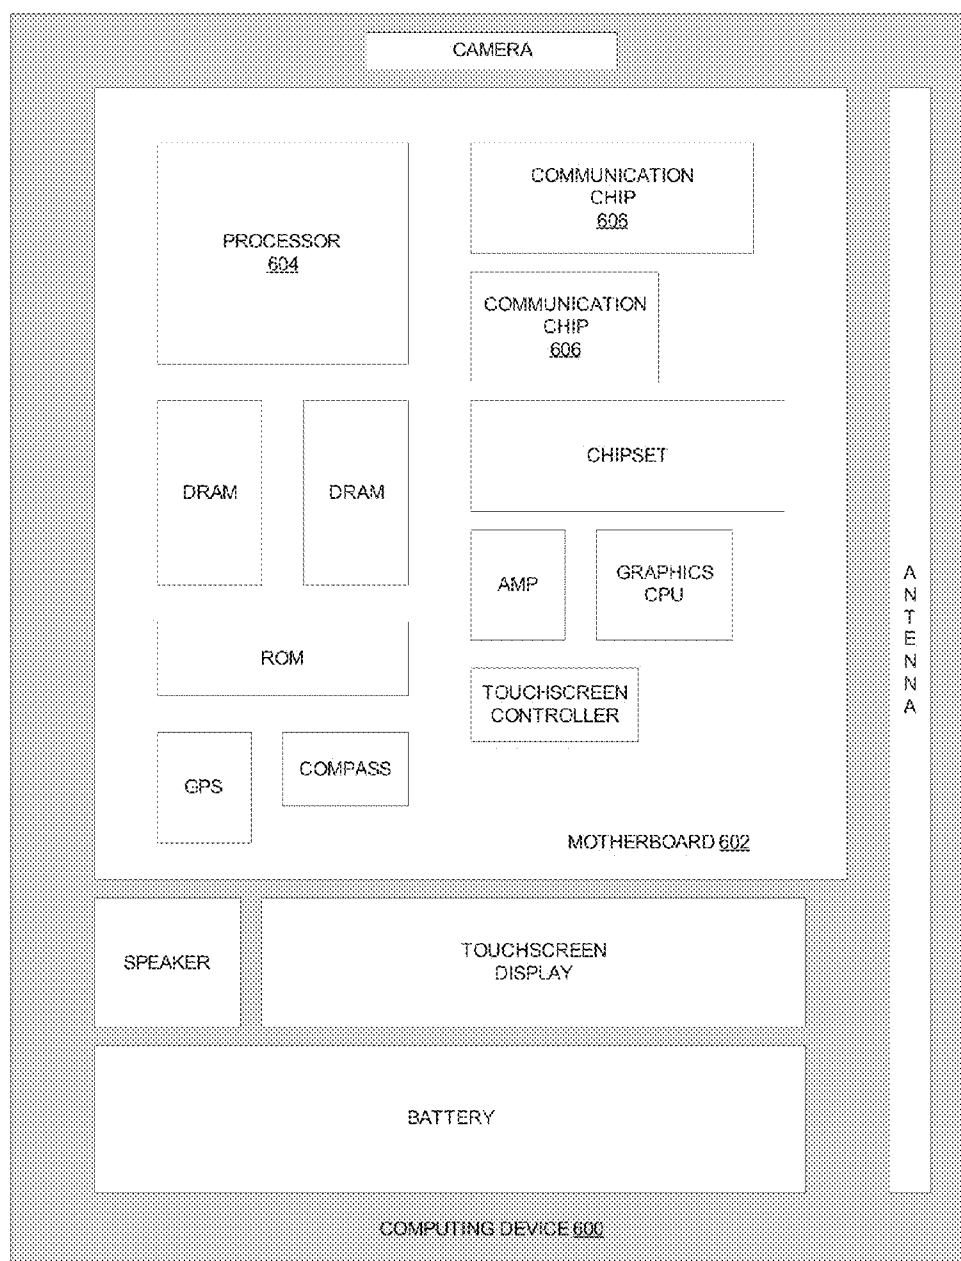 CAMERA
PROCESSOR
604
COMMUNICATION
CHIP
606
COMMUNICATION
CHIP
606
DRAM
DRAM
CHIPSET
AMP
GRAPHICS
CPU
ROM
TOUCHSCREEN
CONTROLLER
GPS
COMPASS
MOTHERBOARD 602
ANTENNA
SPEAKER
TOUCHSCREEN
DISPLAY
BATTERY
COMPUTING DEVICE 600